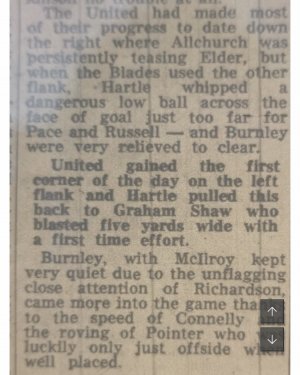 The United had made most
of their progress to date down
the right where Allchurch was
persistently teasing Elder, but
when the Blades used the other
flank, Hartle whipped a
dangerous low ball across the
face of goal just too far for
Pace and Russell — and Burnley
were very relieved to clear.
United gained the first
corner of the day on the left
flank and Hartle pulled this
back to Graham Shaw who
blasted five yards wide with
a first time effort.
Burnley, with McIlroy kept
very quiet due to the unflagging
close attention of Richardson,
came more into the game
to the speed of Connelly
the roving of Pointer who
luckily only just offside
well placed.